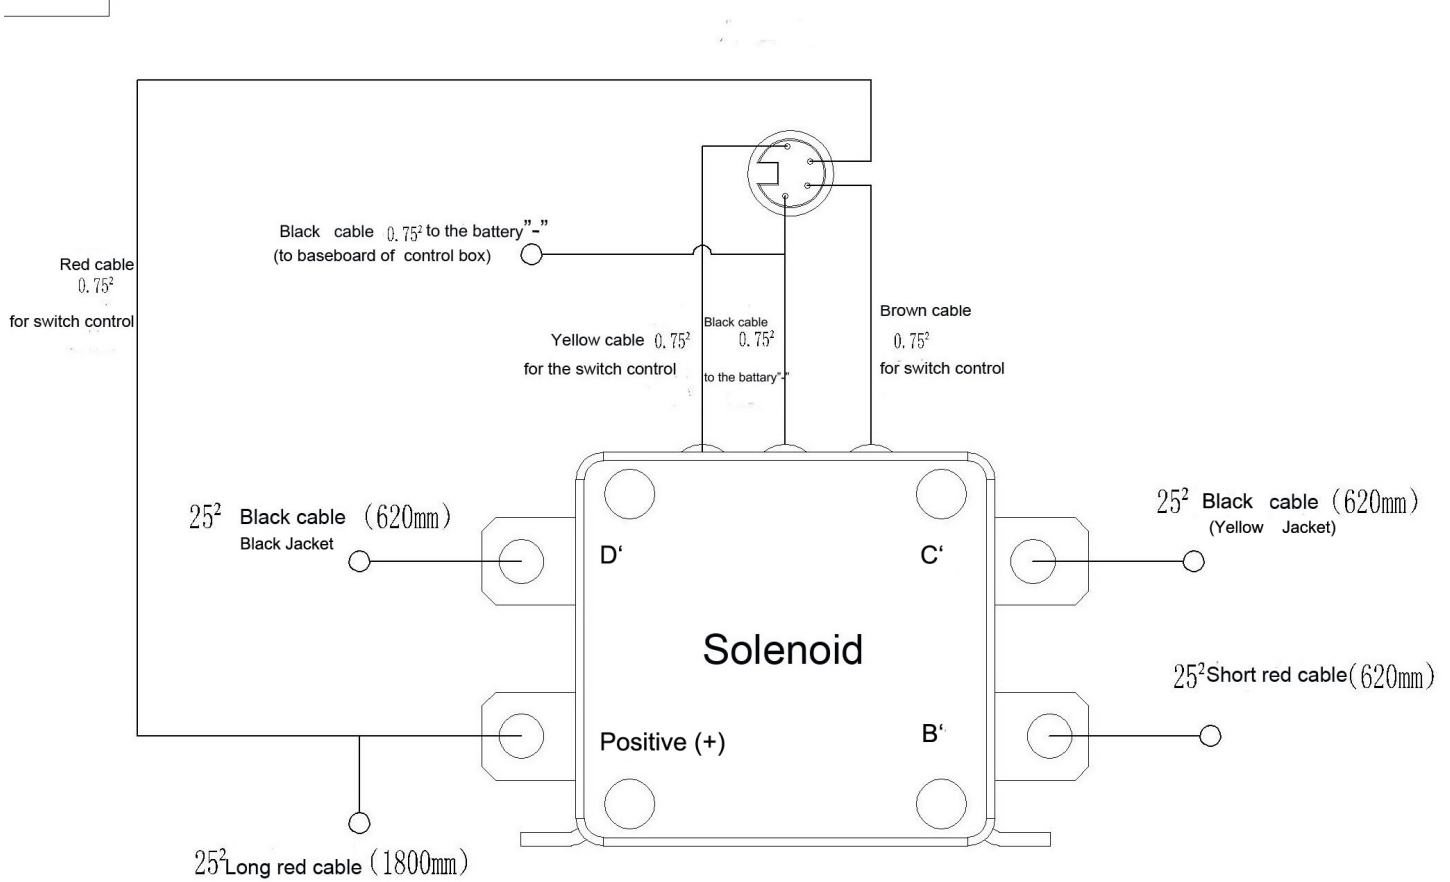 Black cable 0.75² to the battery"-"
(to baseboard of control box)
Red cable
0.75²
for switch control
Yellow cable 0.75²
for the switch control
Black cable
0.75²
to the battary"-"
Brown cable
0.75²
for switch control
25² Black cable (620mm)
Black Jacket
25² Black cable (620mm)
(Yellow Jacket)
D‘
C‘
Solenoid
25²Short red cable(620mm)
Positive (+)
B‘
25²Long red cable(1800mm)